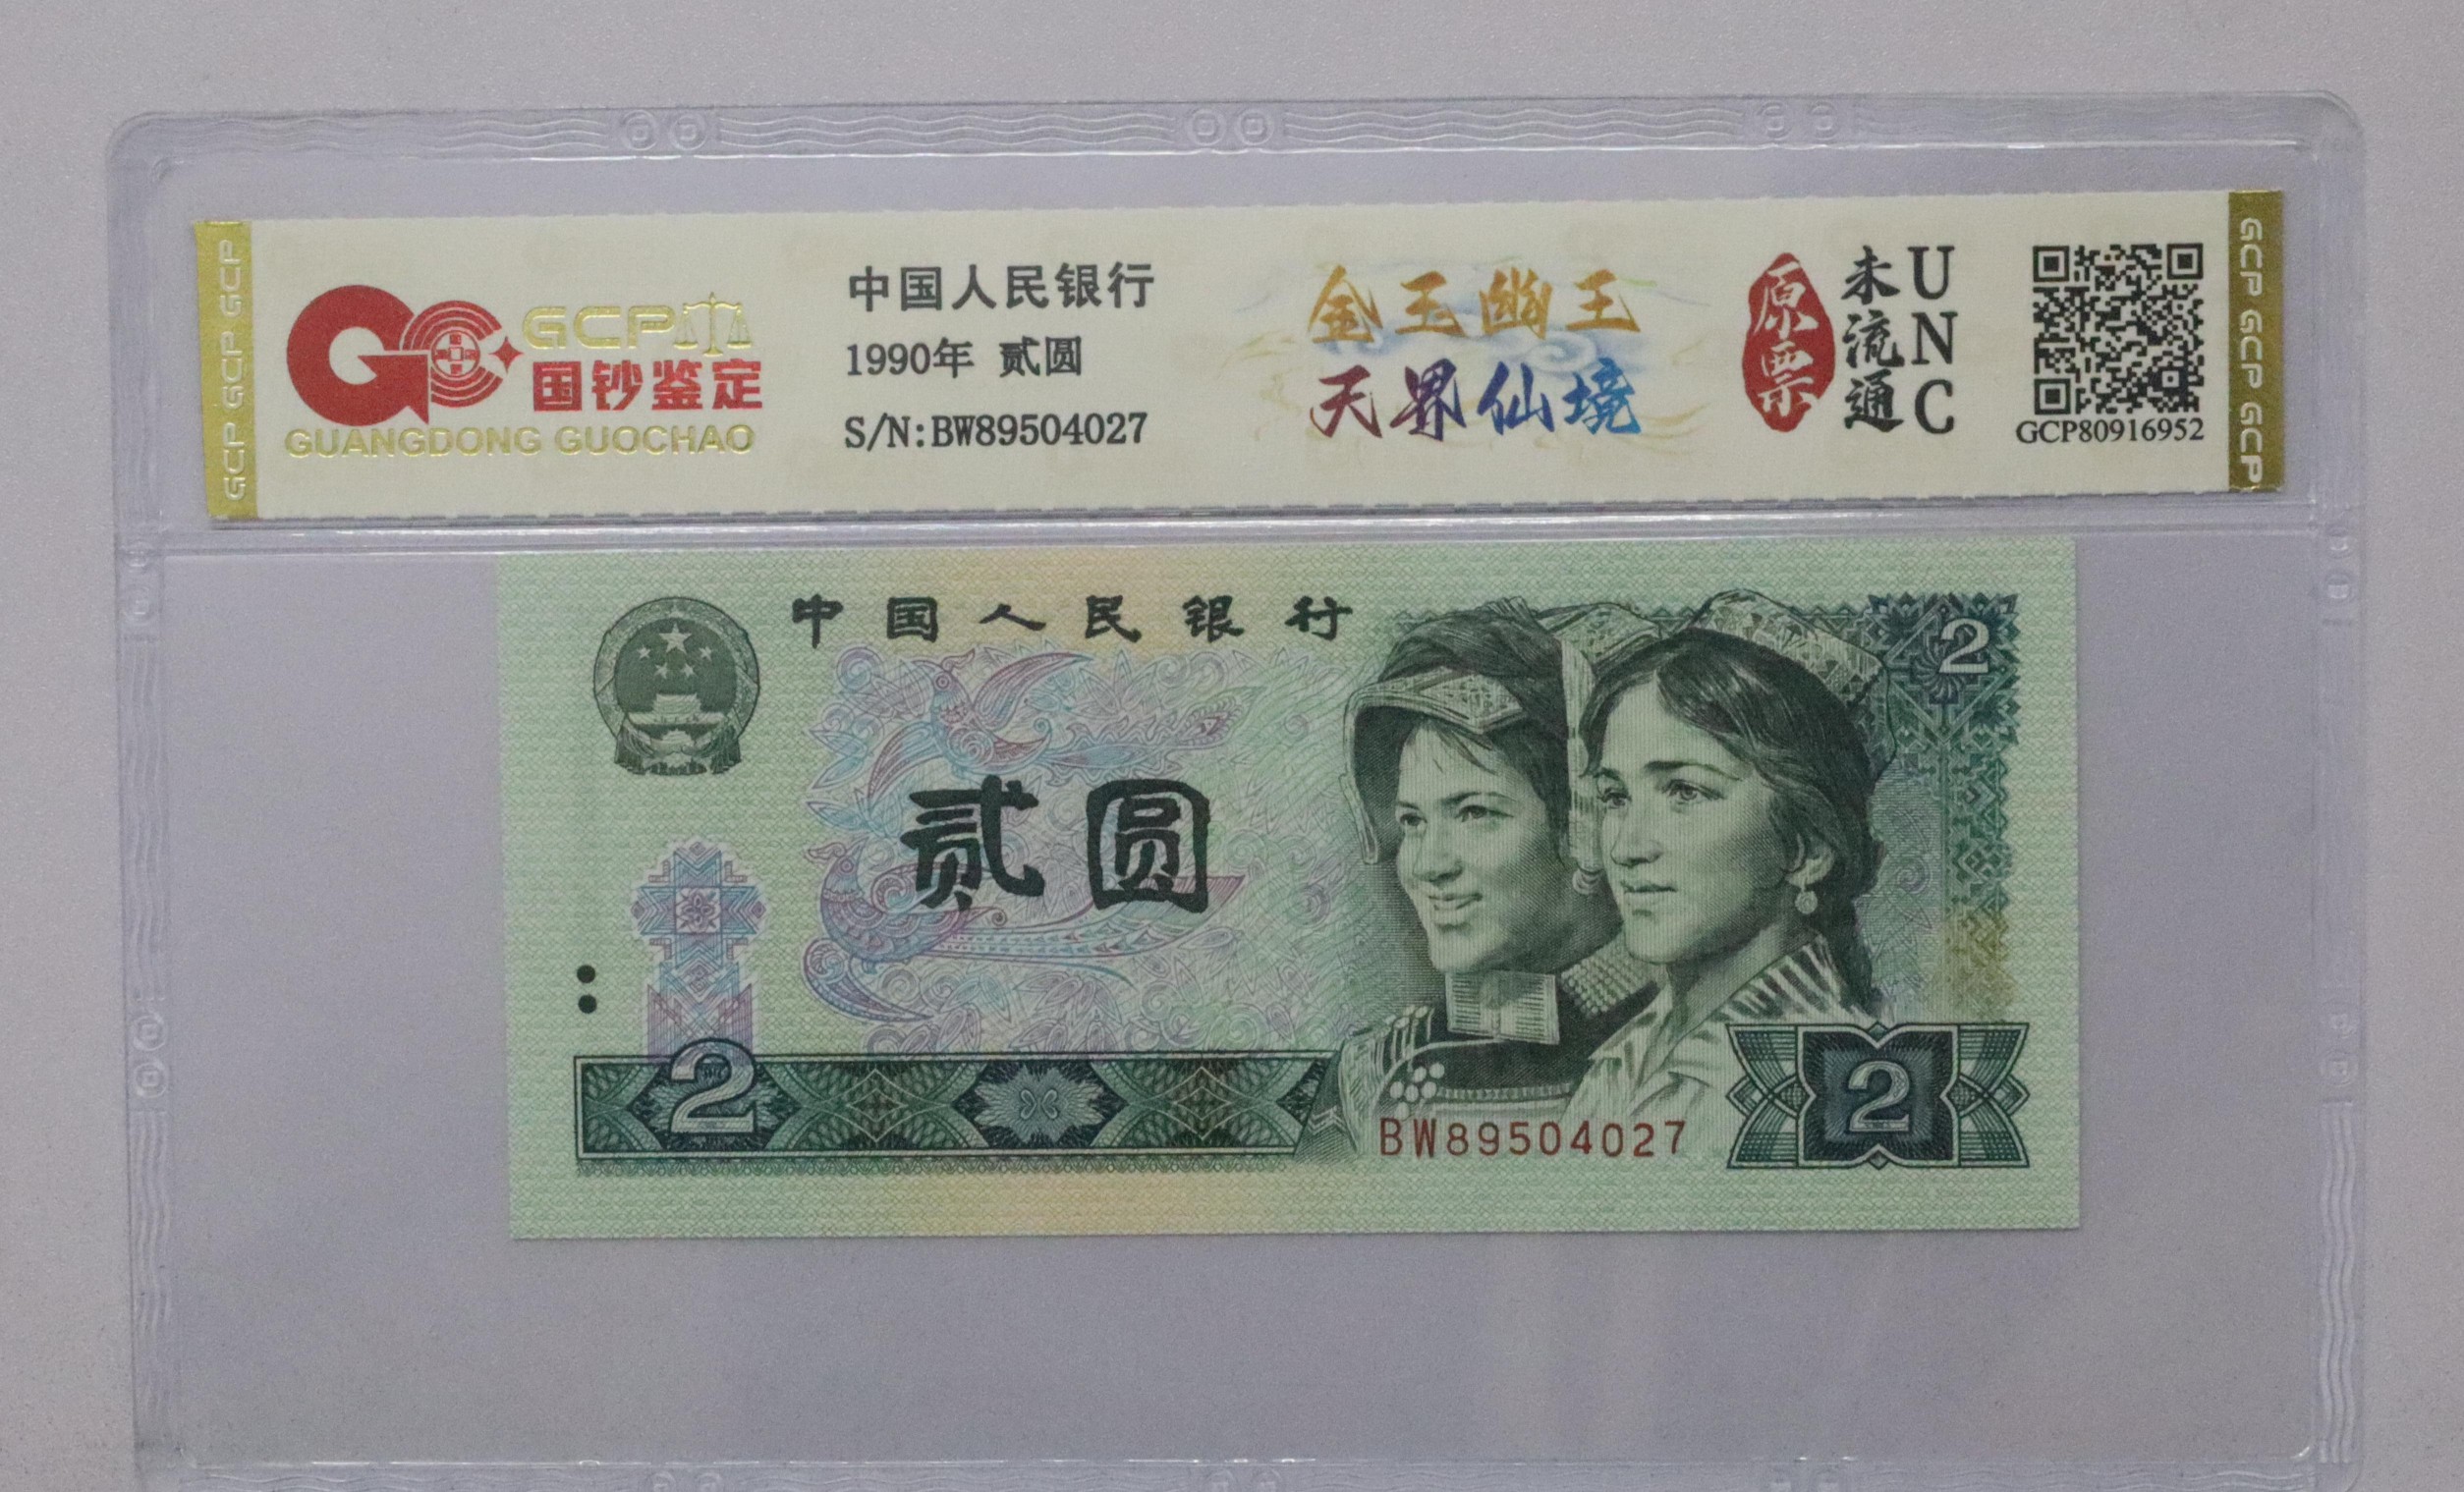 GCP GCP GCP
GCP
国钞鉴定
GUANGDONG GUOCHAO
中国人民银行
1990年 贰圆
S/N:BW89504027
金玉幽王
天界仙境
原票
未流通
UNC
GCP80916952
GCP GCP GCP
中国人民银行
2
贰圆
2
BW89504027
2